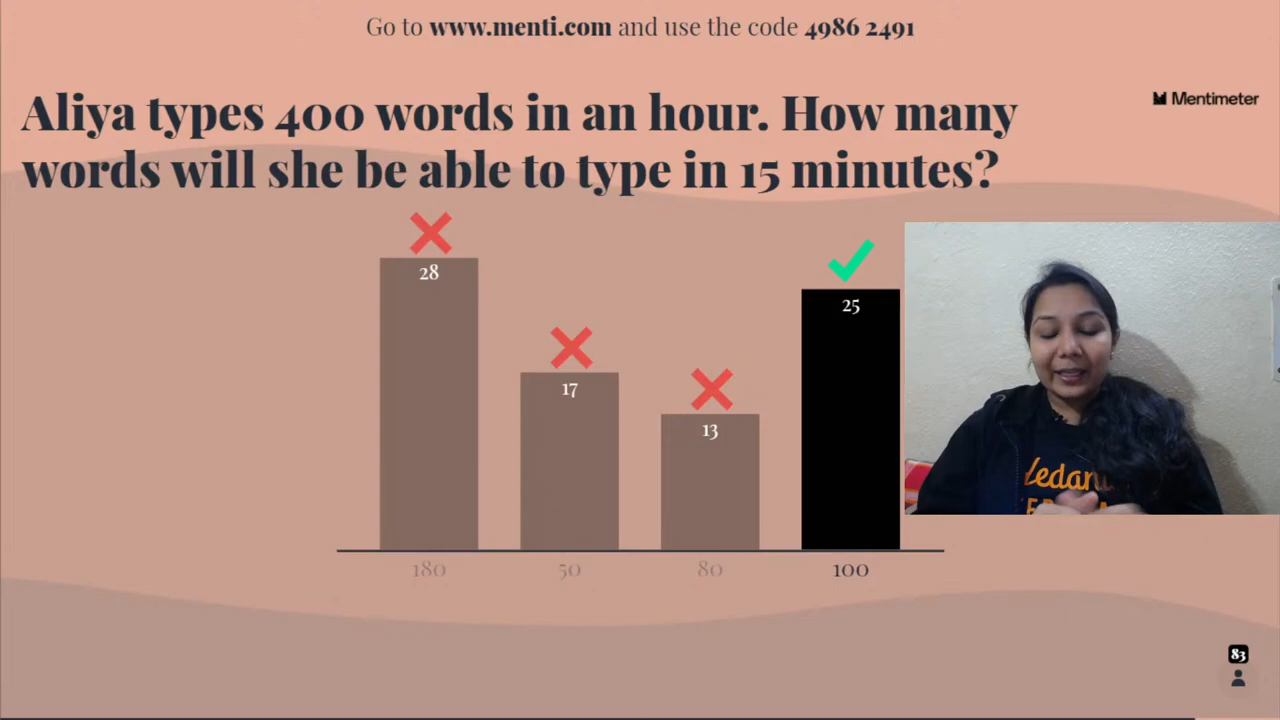 Go to www.menti.com and use the code 4986 2491
Mentimeter
Aliya types 400 words in an hour. How many
words will she be able to type in 15 minutes?
28
17
13
25
180
50
80
100
83